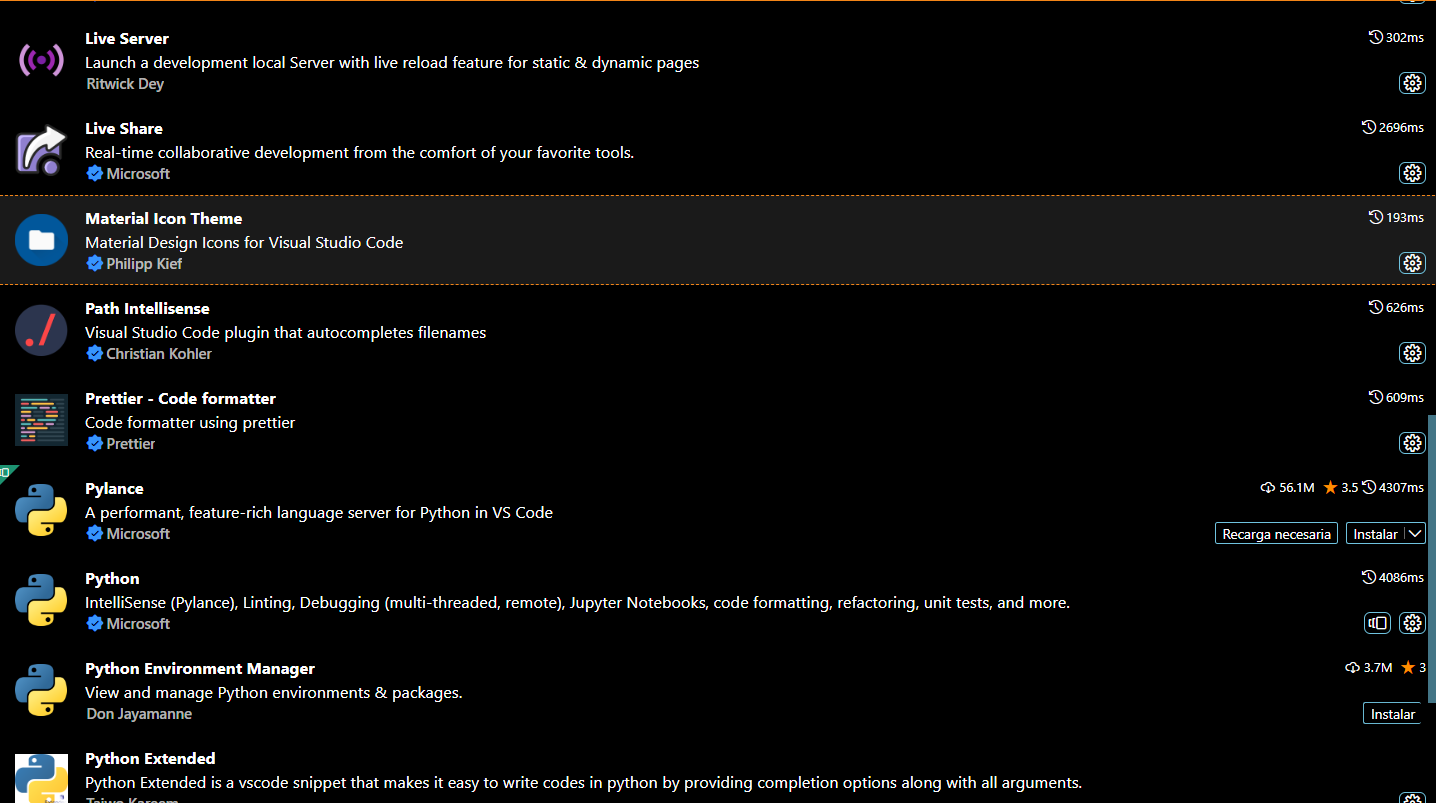 Live Server
302ms
Launch a development local Server with live reload feature for static & dynamic pages
Ritwick Dey
Live Share
2696ms
Real-time collaborative development from the comfort of your favorite tools.
Microsoft
Material Icon Theme
193ms
Material Design Icons for Visual Studio Code
Philipp Kief
Path Intellisense
626ms
Visual Studio Code plugin that autocompletes filenames
Christian Kohler
Prettier - Code formatter
609ms
Code formatter using prettier
Prettier
Pylance
56.1M 3.5 4307ms
A performant, feature-rich language server for Python in VS Code
Microsoft
Recarga necesaria Instalar
Python
4086ms
IntelliSense (Pylance), Linting, Debugging (multi-threaded, remote), Jupyter Notebooks, code formatting, refactoring, unit tests, and more.
Microsoft
Python Environment Manager
3.7M 3
View and manage Python environments & packages.
Don Jayamanne
Instalar
Python Extended
Python Extended is a vscode snippet that makes it easy to write codes in python by providing completion options along with all arguments.
Taiwo Kareem